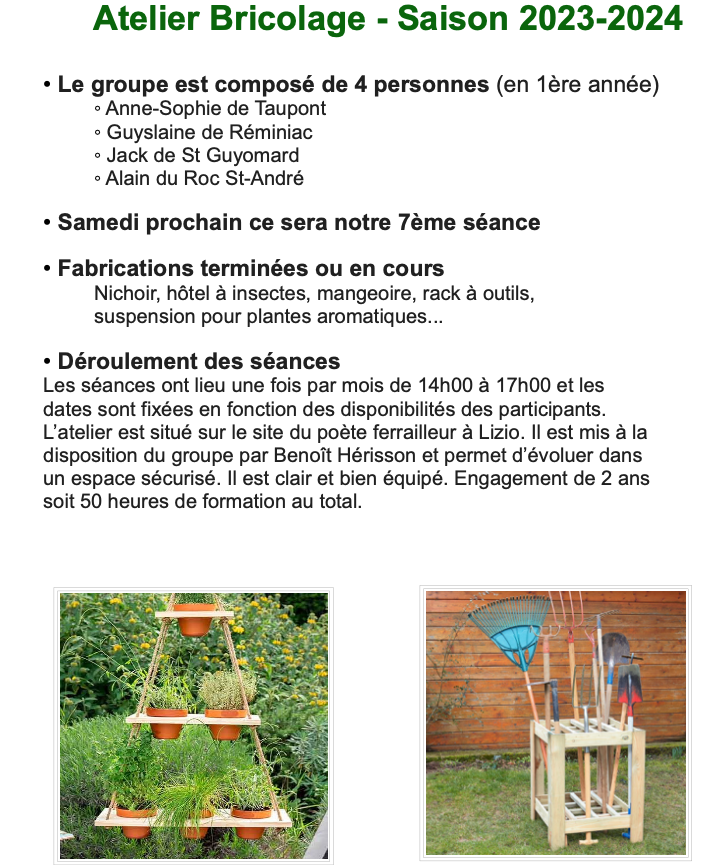 Atelier Bricolage - Saison 2023-2024
• Le groupe est composé de 4 personnes (en 1ère année)
◦ Anne-Sophie de Taupont
◦ Guyslaine de Réminiac
◦ Jack de St Guyomard
◦ Alain du Roc St-André
• Samedi prochain ce sera notre 7ème séance
• Fabrications terminées ou en cours
Nichoir, hôtel à insectes, mangeoire, rack à outils,
suspension pour plantes aromatiques...
• Déroulement des séances
Les séances ont lieu une fois par mois de 14h00 à 17h00 et les
dates sont fixées en fonction des disponibilités des participants.
L’atelier est situé sur le site du poète ferrailleur à Lizio. Il est mis à la
disposition du groupe par Benoît Hérisson et permet d’évoluer dans
un espace sécurisé. Il est clair et bien équipé. Engagement de 2 ans
soit 50 heures de formation au total.